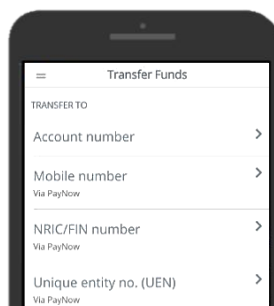 Transfer Funds
TRANSFER TO
Account number
Mobile number
Via PayNow
NRIC/FIN number
Via PayNow
Unique entity no. (UEN)
Via PayNow